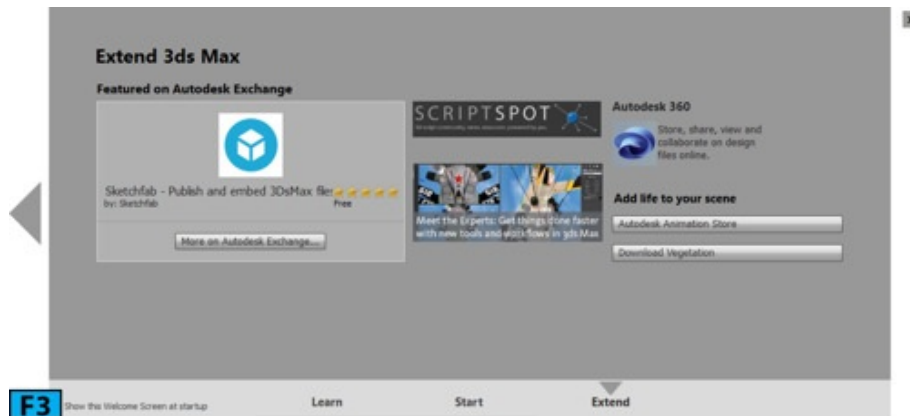 Extend 3ds Max
Featured on Autodesk Exchange
Sketchfab - Publish and embed 3DsMax files
by: Sketchfab
Free
More on Autodesk Exchange...
SCRIPTSPOT
Meet the Experts: Get things done faster
with new tools and workflows in 3ds Max
Autodesk 360
Store, share, view and
collaborate on design
files online.
Add life to your scene
Autodesk Animation Store
Download Vegetation
F3
Show this Welcome Screen at startup
Learn
Start
Extend